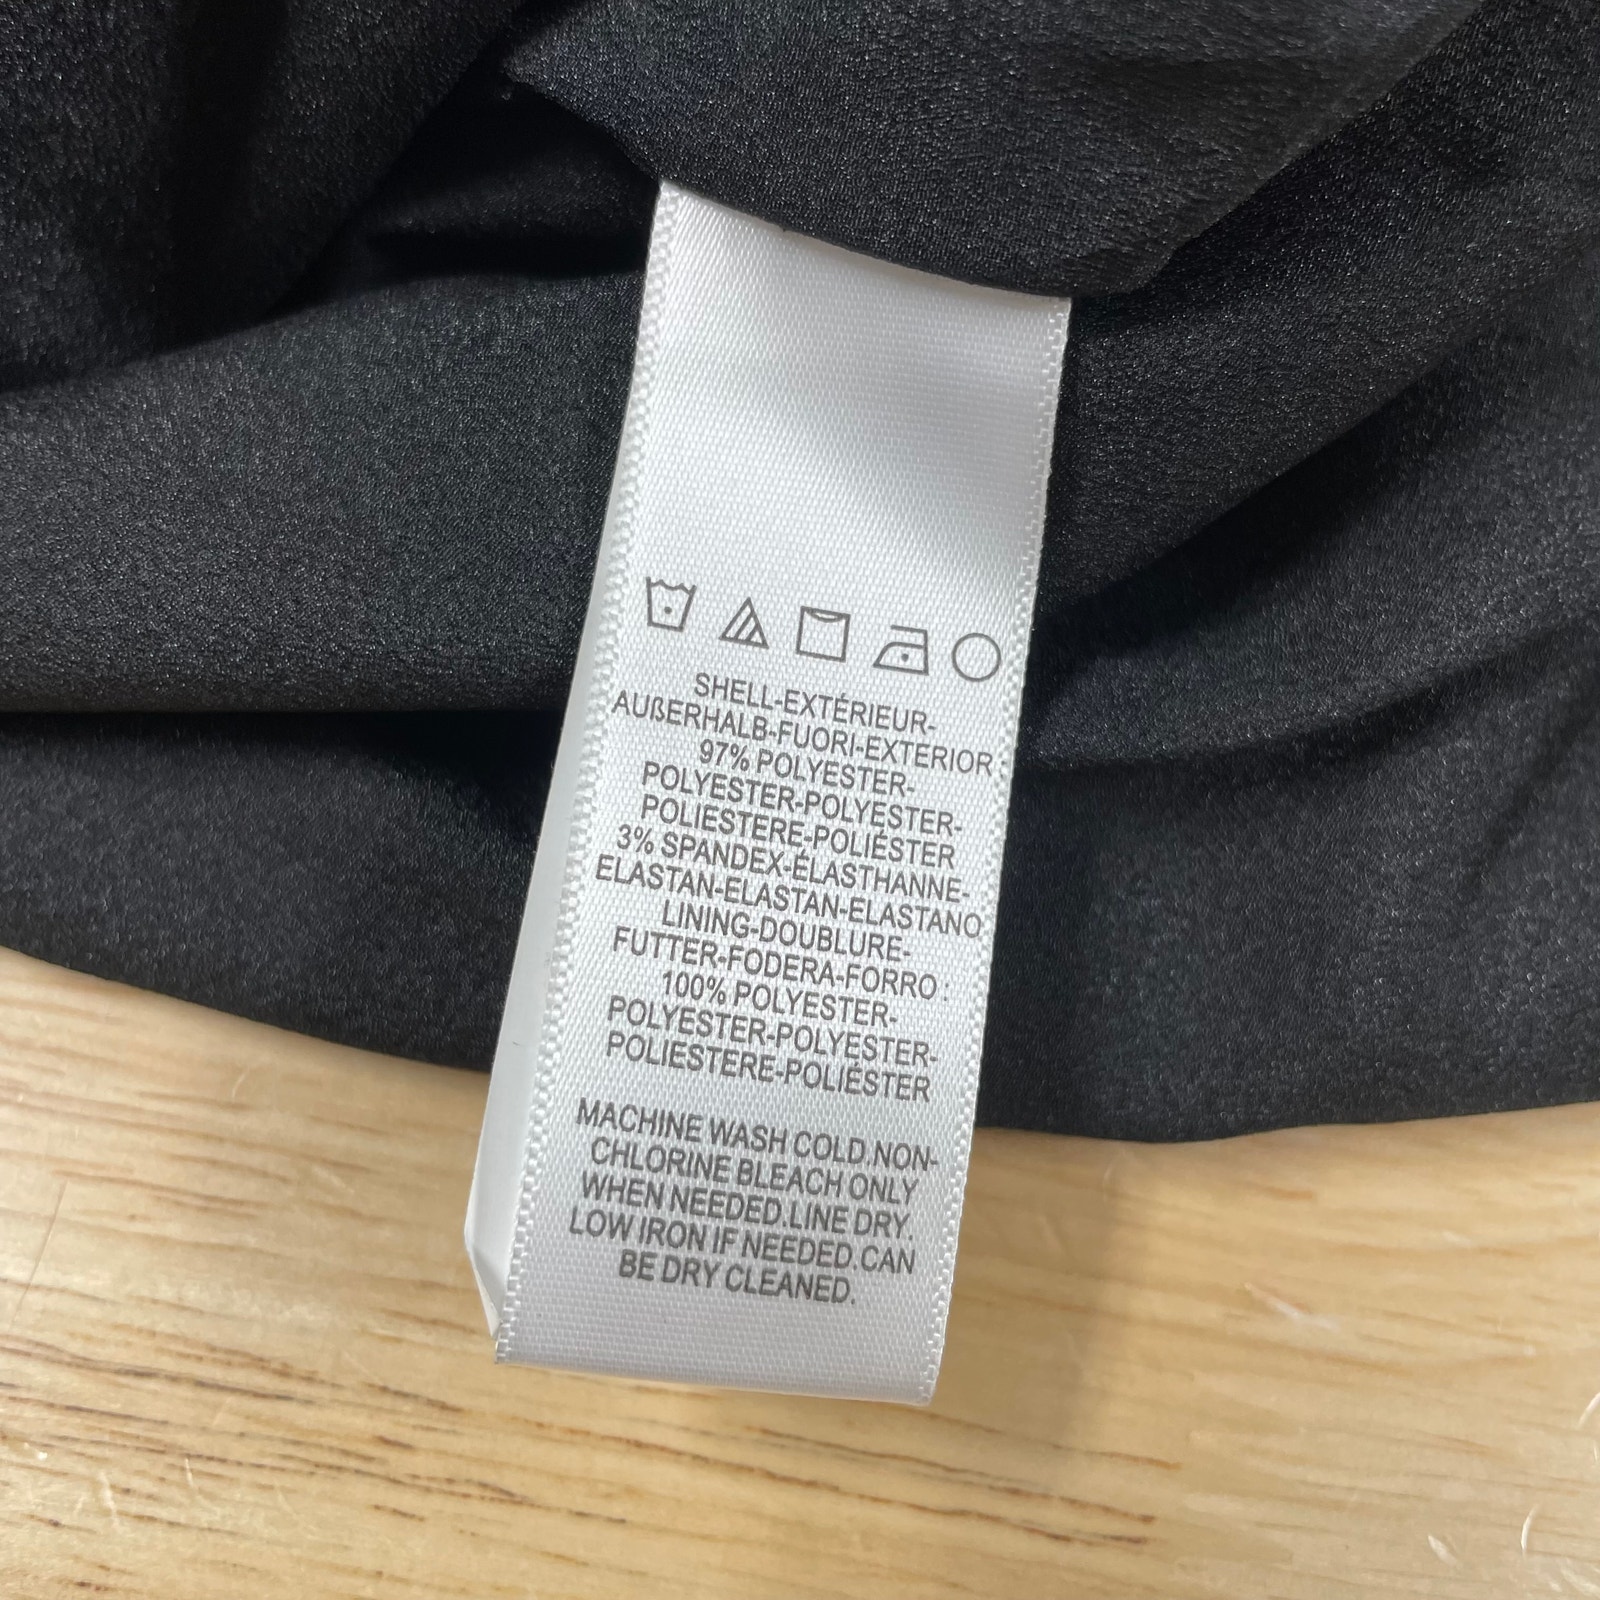 SHELL-EXTÉRIEUR-
AUßERHALB-FUORI-EXTERIOR
97% POLYESTER-
POLYESTER-POLYESTER-
POLIESTERE-POLIÉSTER
3% SPANDEX-ÉLASTHANNE-
ELASTAN-ELASTAN-ELASTANO
LINING-DOUBLURE-
FUTTER-FODERA-FORRO .
100% POLYESTER-
POLYESTER-POLYESTER-
POLIESTERE-POLIÉSTER
MACHINE WASH COLD.NON-
CHLORINE BLEACH ONLY
WHEN NEEDED.LINE DRY.
LOW IRON IF NEEDED.CAN
BE DRY CLEANED.